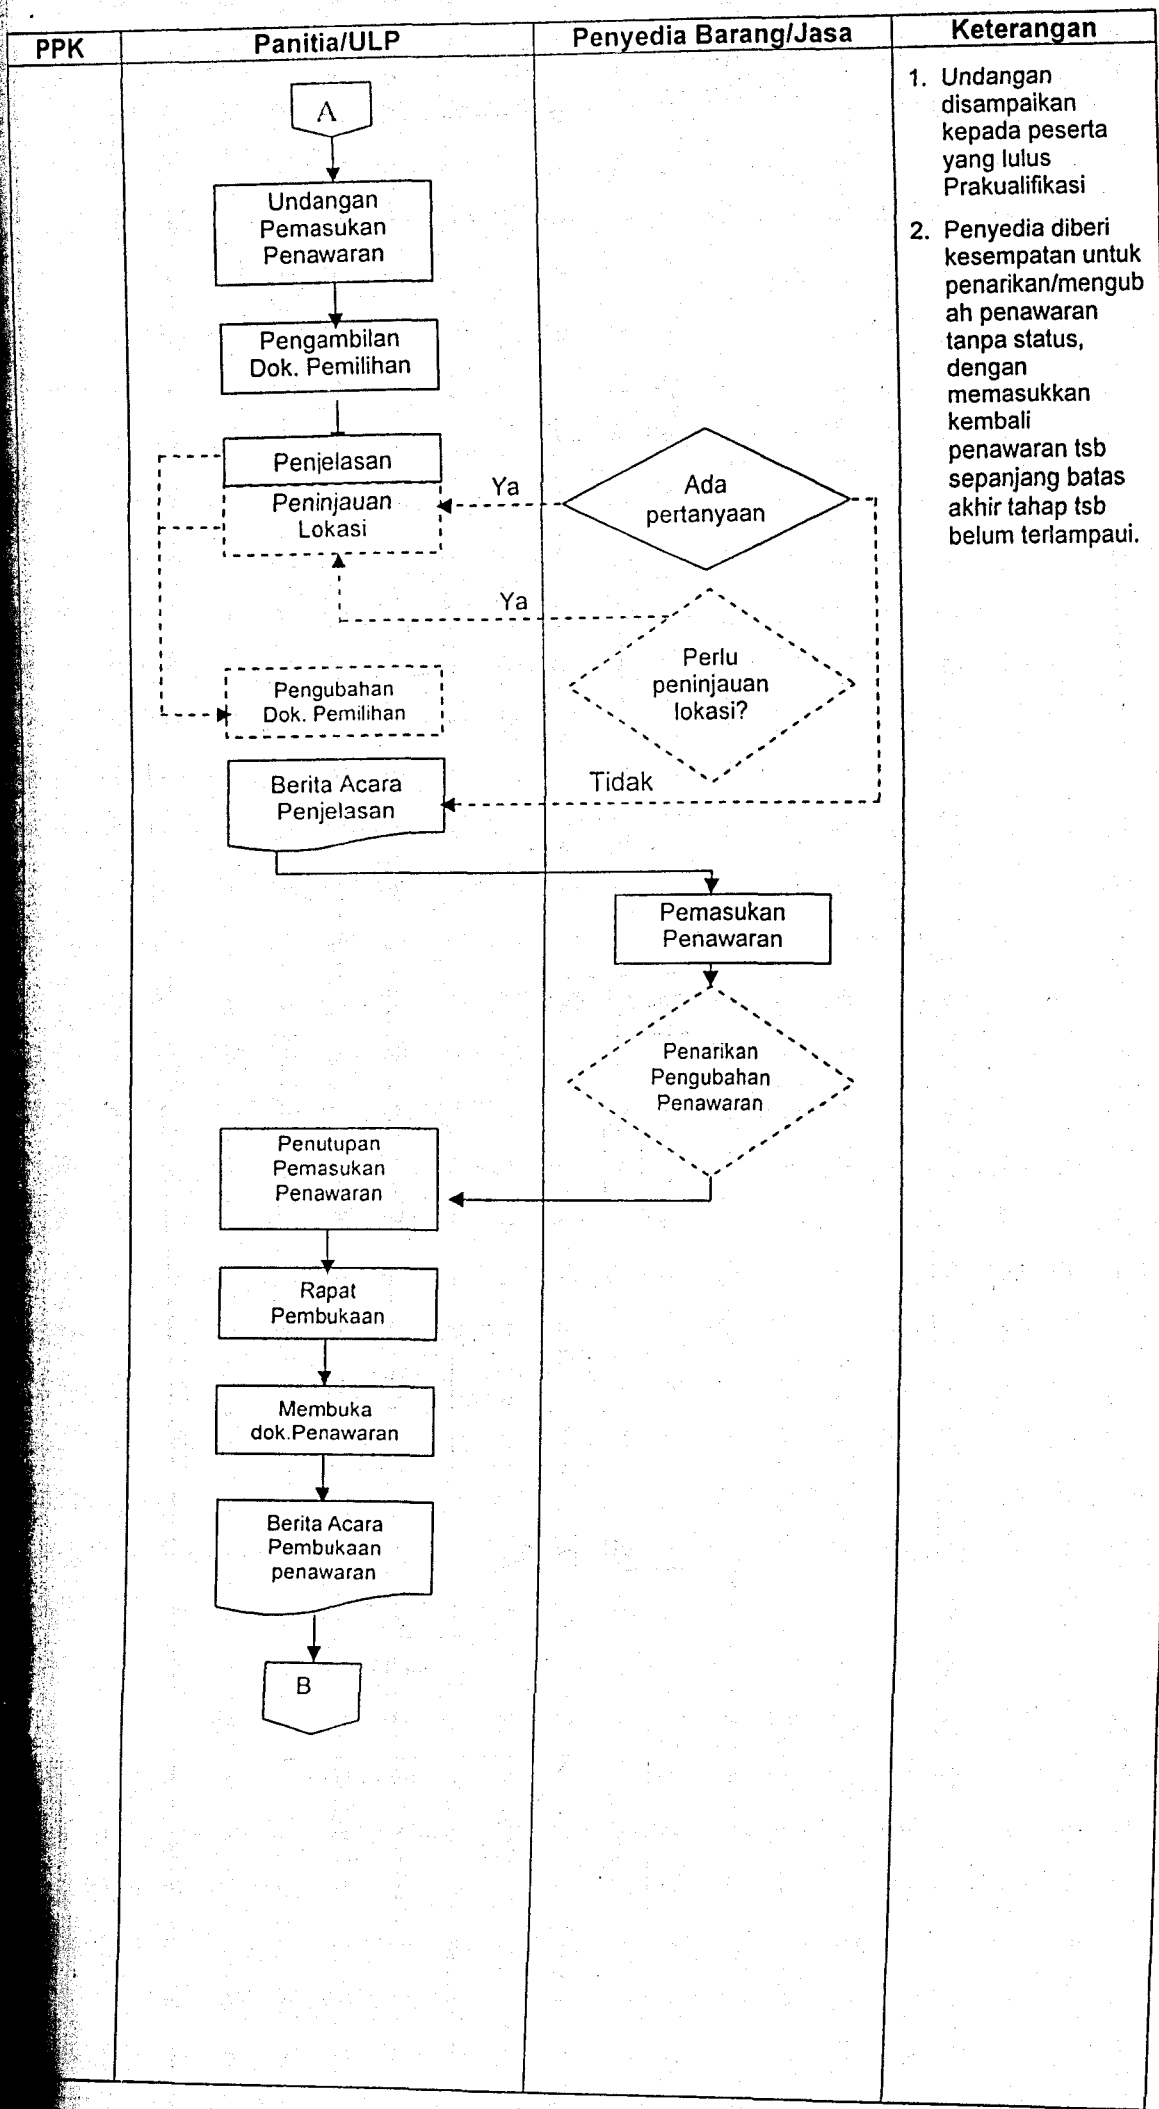 PPK
Panitia/ULP
Penyedia Barang/Jasa
Keterangan
A
Undangan
Pemasukan
Penawaran
Pengambilan
Dok. Pemilihan
Penjelasan
Peninjauan
Lokasi
Ya
Ada
pertanyaan
Ya
Perlu
peninjauan
lokasi?
Pengubahan
Dok. Pemilihan
Tidak
Berita Acara
Penjelasan
Pemasukan
Penawaran
Penarikan
Pengubahan
Penawaran
Penutupan
Pemasukan
Penawaran
Rapat
Pembukaan
Membuka
dok.Penawaran
Berita Acara
Pembukaan
penawaran
B
1. Undangan
disampaikan
kepada peserta
yang lulus
Prakualifikasi
2. Penyedia diberi
kesempatan untuk
penarikan/mengub
ah penawaran
tanpa status,
dengan
memasukkan
kembali
penawaran tsb
sepanjang batas
akhir tahap tsb
belum terlampaui.